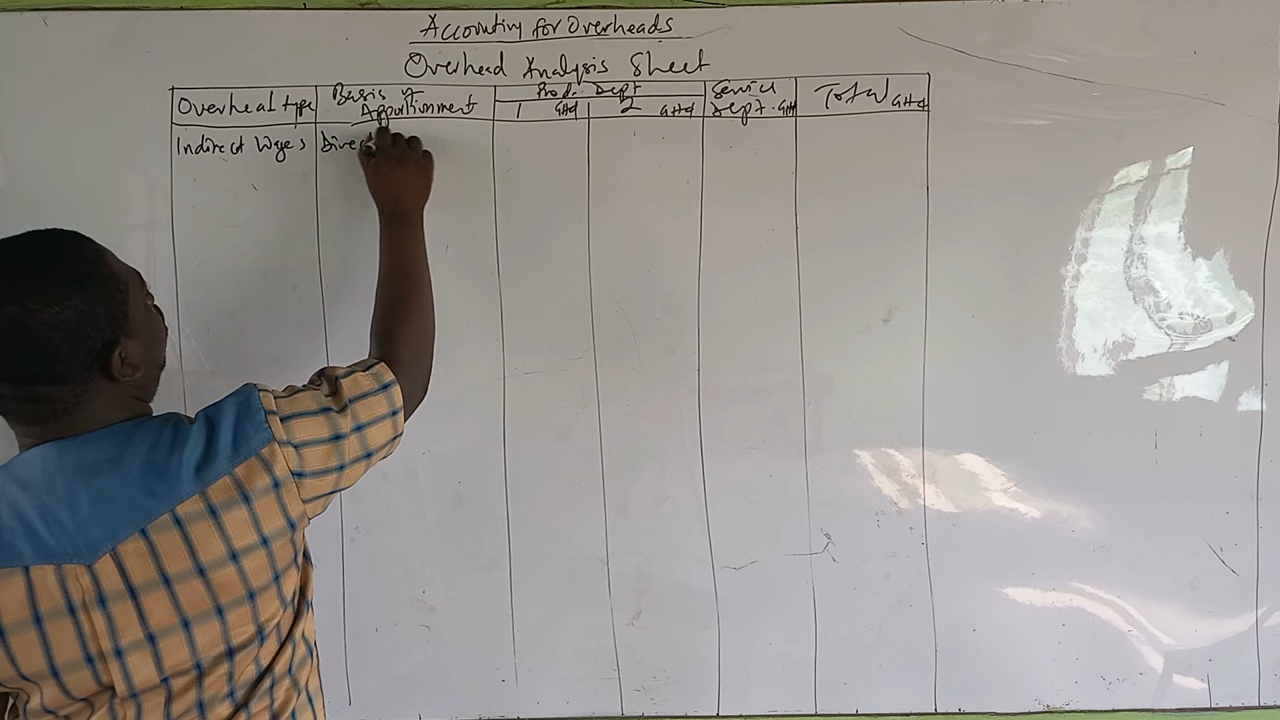 Accounting for Overheads
Overhead Analysis Sheet
Overhead type
Basis of
Apportionment
Prod. Dept
1 GH¢
2 GH¢
Service
Dept. GH¢
Total GH¢
Indirect Wages
Direc